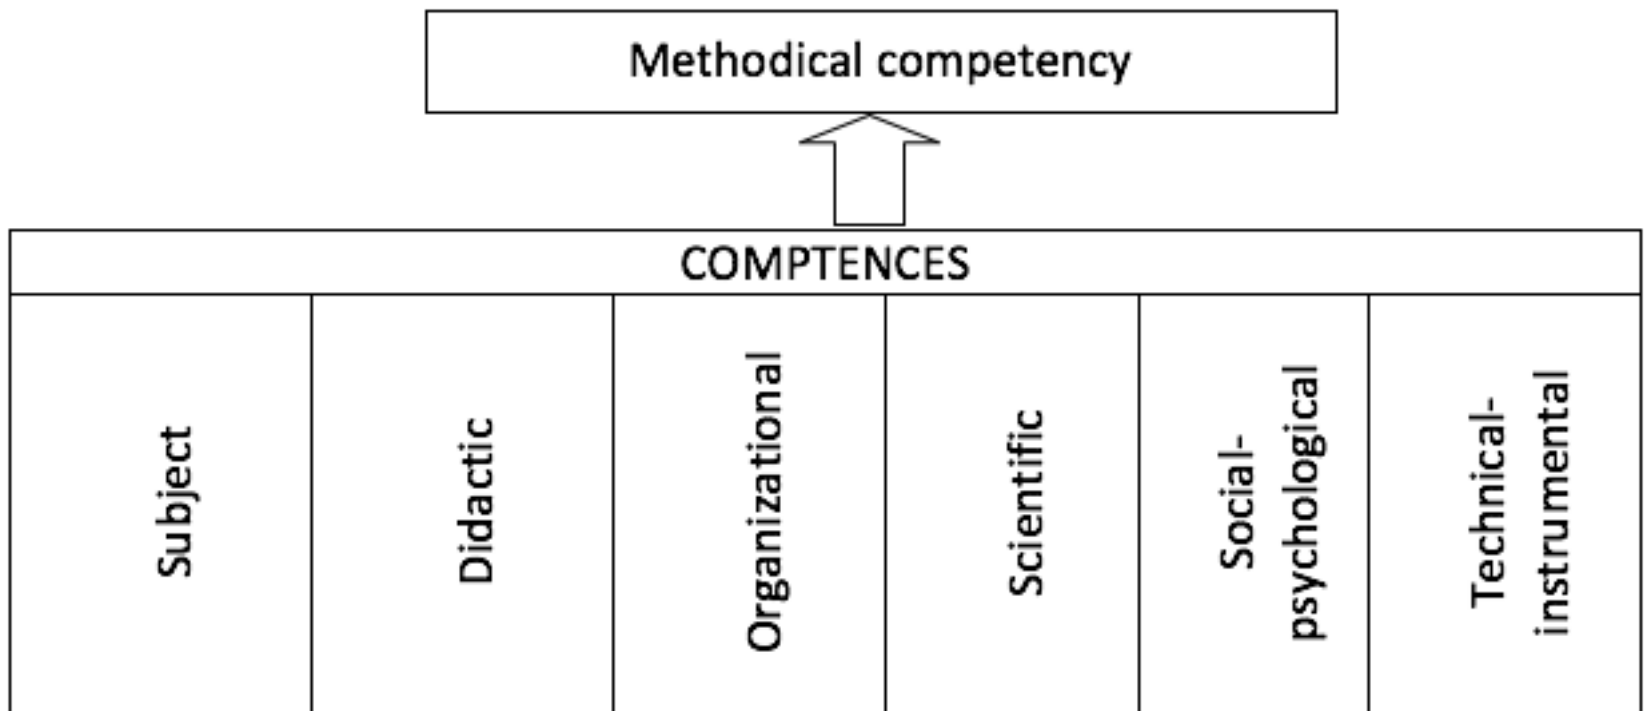 Methodical competency
COMPTENCES
Subject
Didactic
Organizational
Scientific
Social-
psychological
Technical-
instrumental